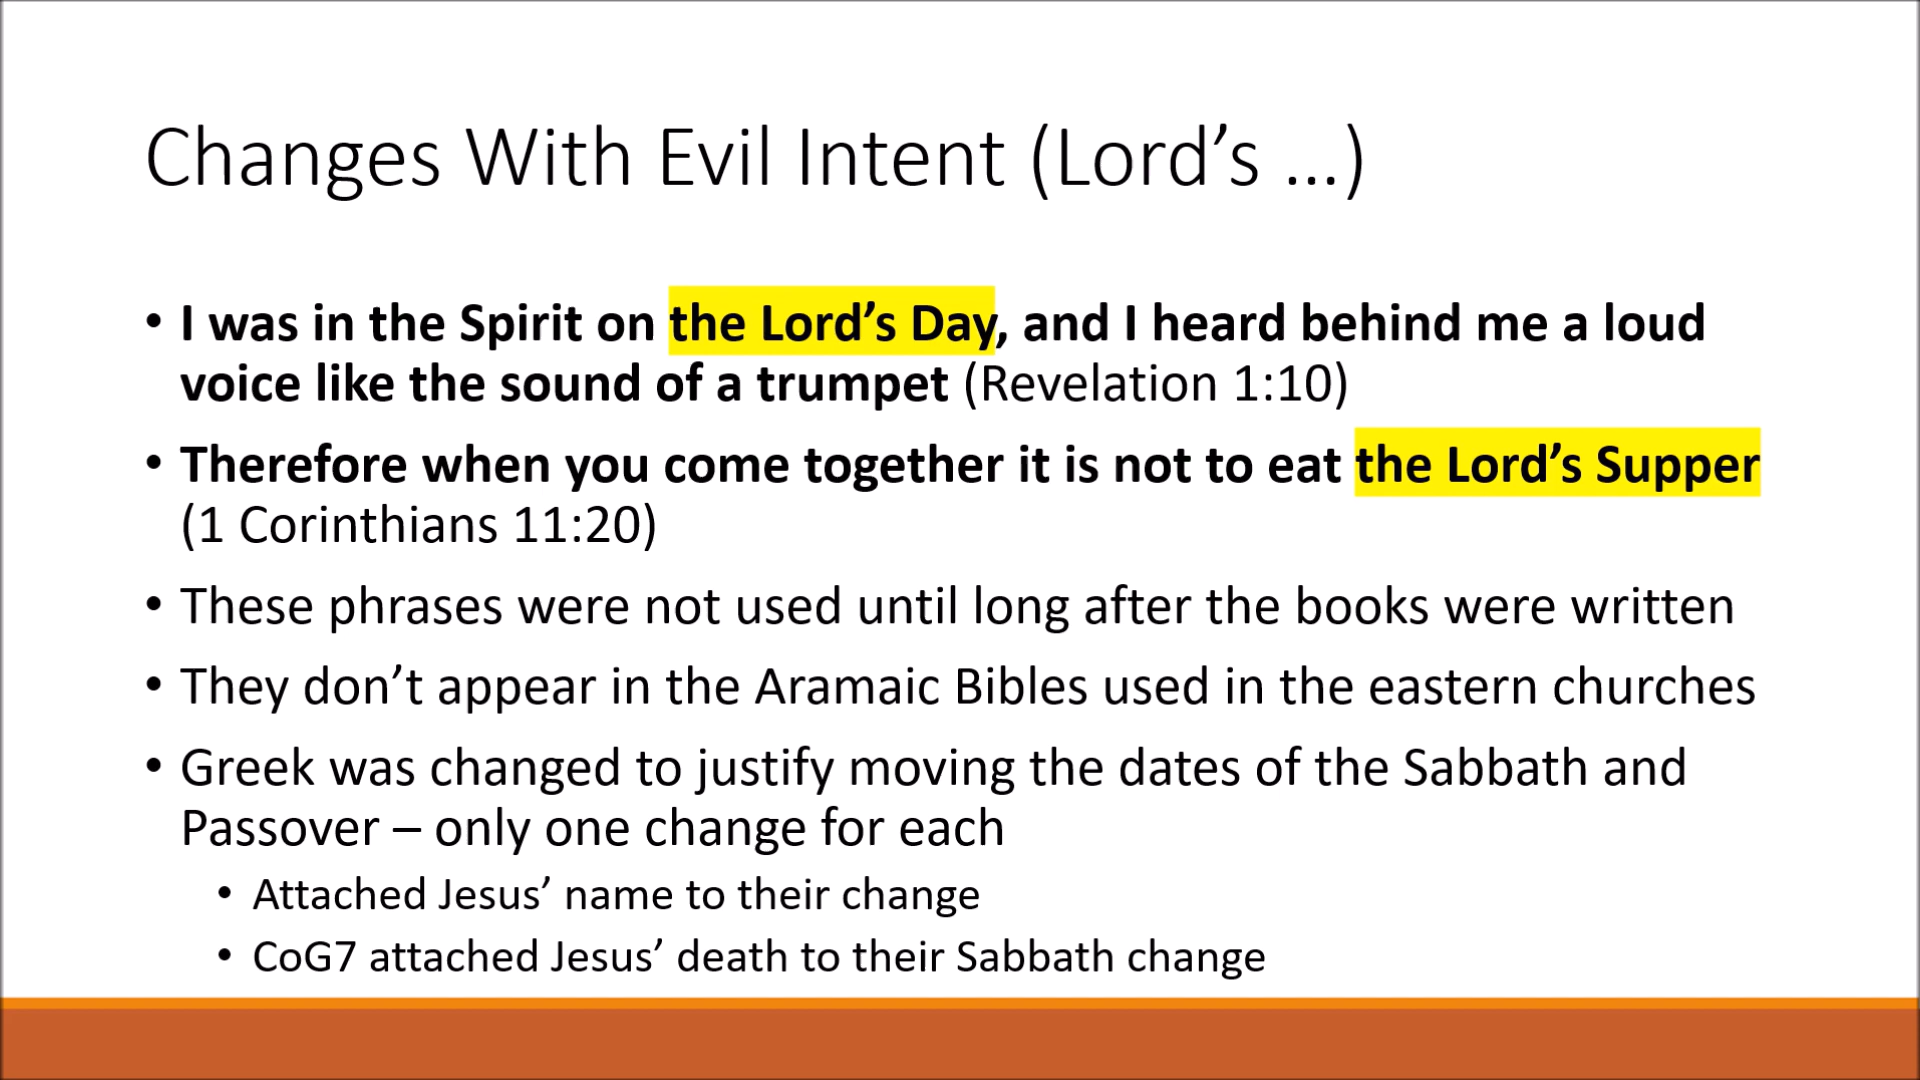 Changes With Evil Intent (Lord’s …)
• I was in the Spirit on the Lord’s Day, and I heard behind me a loud
voice like the sound of a trumpet (Revelation 1:10)
• Therefore when you come together it is not to eat the Lord’s Supper
(1 Corinthians 11:20)
• These phrases were not used until long after the books were written
• They don’t appear in the Aramaic Bibles used in the eastern churches
• Greek was changed to justify moving the dates of the Sabbath and
Passover – only one change for each
• Attached Jesus’ name to their change
• CoG7 attached Jesus’ death to their Sabbath change